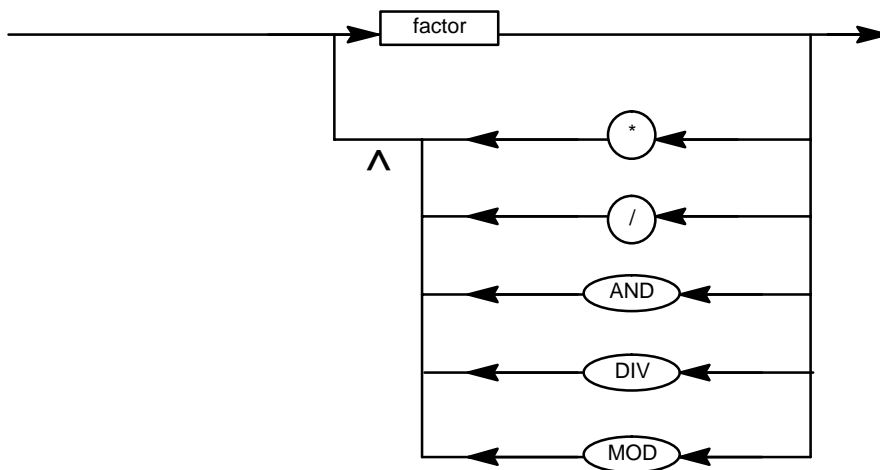 factor
*
^
/
AND
DIV
MOD